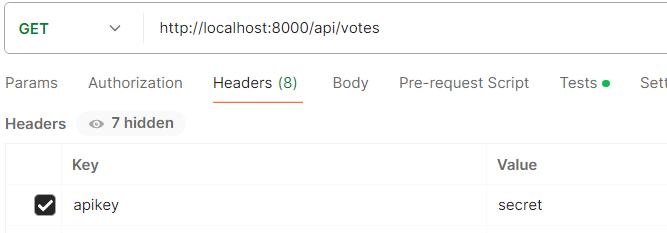 GET http://localhost:8000/api/votes
Params Authorization Headers (8) Body Pre-request Script Tests Sett
Headers 7 hidden
Key Value
apikey secret